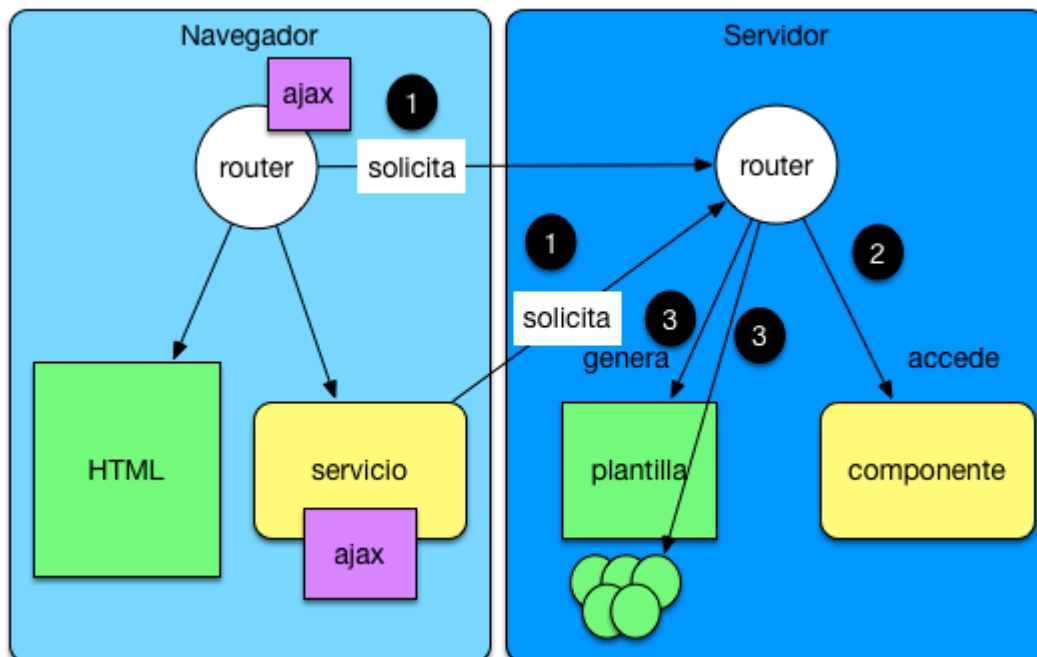 Navegador
ajax
1
router
solicita
HTML
servicio
ajax
Servidor
router
1
solicita
2
3
3
genera
accede
plantilla
componente